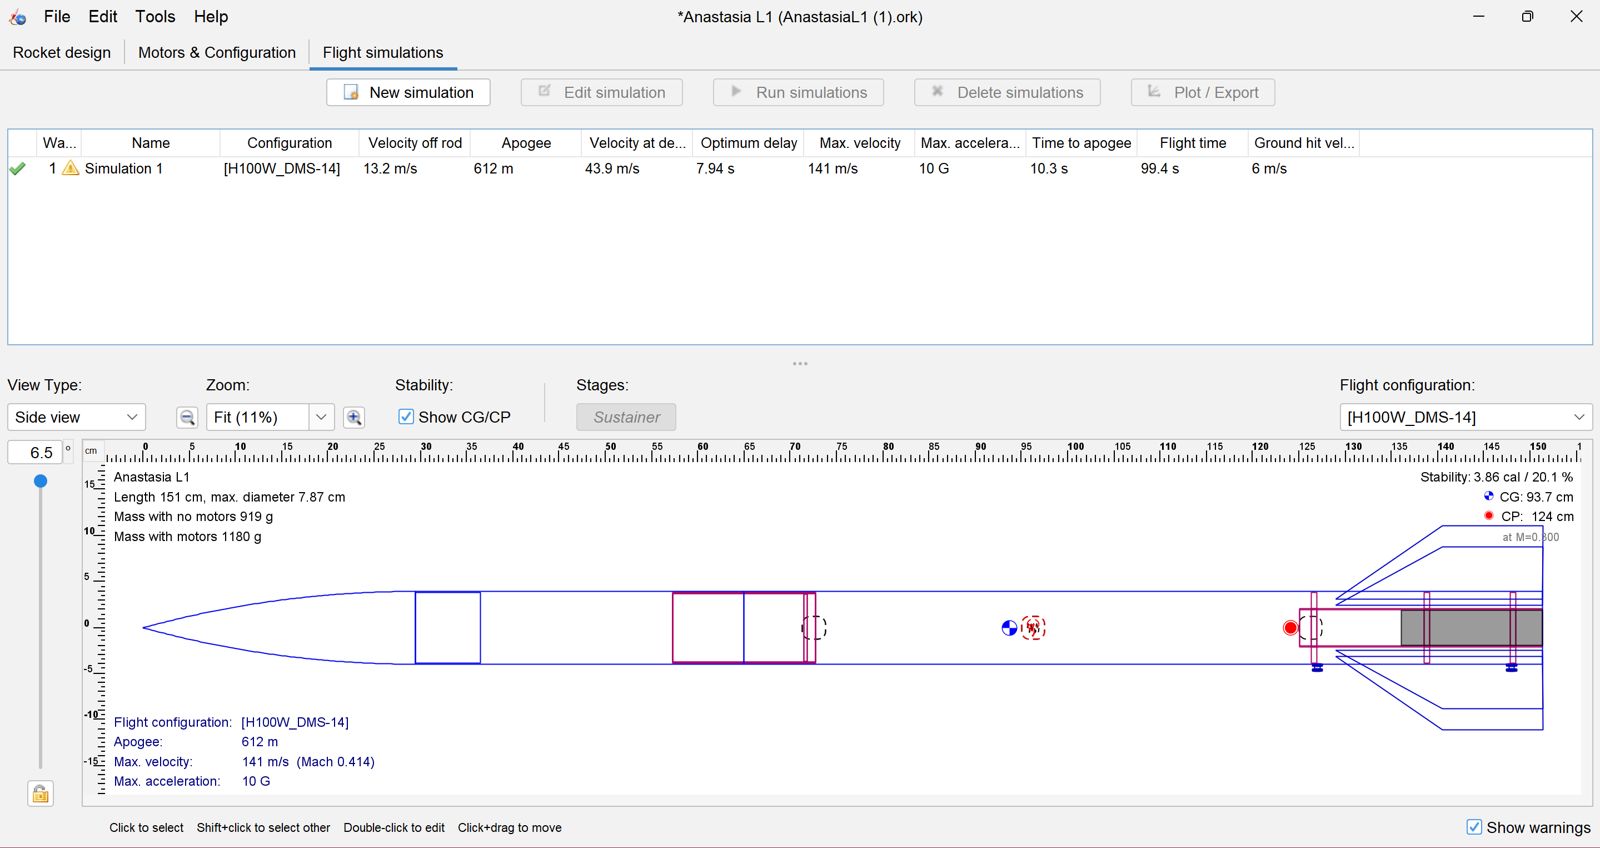 File Edit Tools Help *Anastasia L1 (AnastasiaL1 (1).ork)
Rocket design Motors & Configuration Flight simulations
New simulation Edit simulation Run simulations Delete simulations Plot / Export
Wa... Name Configuration Velocity off rod Apogee Velocity at de... Optimum delay Max. velocity Max. accelera... Time to apogee Flight time Ground hit vel...
1 Simulation 1 [H100W_DMS-14] 13.2 m/s 612 m 43.9 m/s 7.94 s 141 m/s 10 G 10.3 s 99.4 s 6 m/s
View Type: Zoom: Stability: Stages: Flight configuration:
Side view Fit (11%) Show CG/CP Sustainer [H100W_DMS-14]
6.5 ° cm 0 5 10 15 20 25 30 35 40 45 50 55 60 65 70 75 80 85 90 95 100 105 110 115 120 125 130 135 140 145 150 1
Anastasia L1 Stability: 3.86 cal / 20.1 %
15
Length 151 cm, max. diameter 7.87 cm CG: 93.7 cm
Mass with no motors 919 g CP: 124 cm
10
Mass with motors 1180 g at M=0.300
5
0
-5
-10
Flight configuration: [H100W_DMS-14]
Apogee: 612 m
-15
Max. velocity: 141 m/s (Mach 0.414)
Max. acceleration: 10 G
Click to select Shift+click to select other Double-click to edit Click+drag to move Show warnings